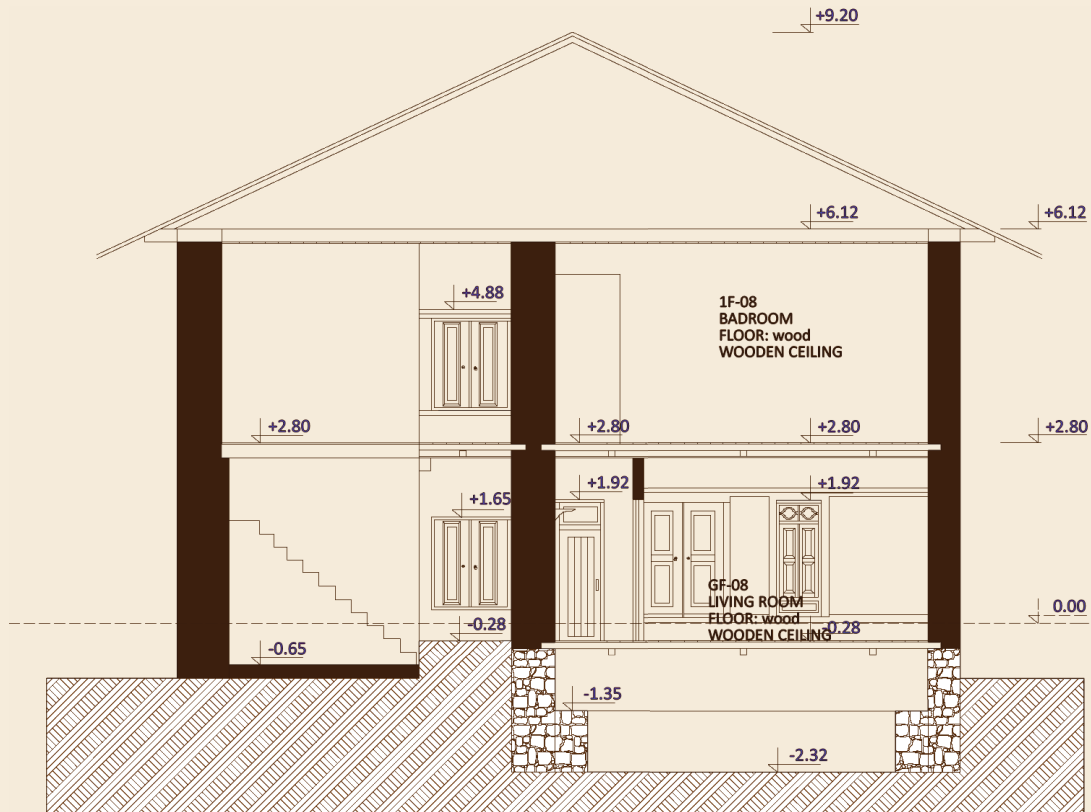 +9.20
+6.12
+6.12
+4.88
1F-08
BADROOM
FLOOR: wood
WOODEN CEILING
+2.80
+2.80
+2.80
+2.80
+1.92
+1.92
+1.65
GF-08
LIVING ROOM
FLOOR: wood
WOODEN CEILING
0.00
-0.28
-0.28
-0.65
-1.35
-2.32